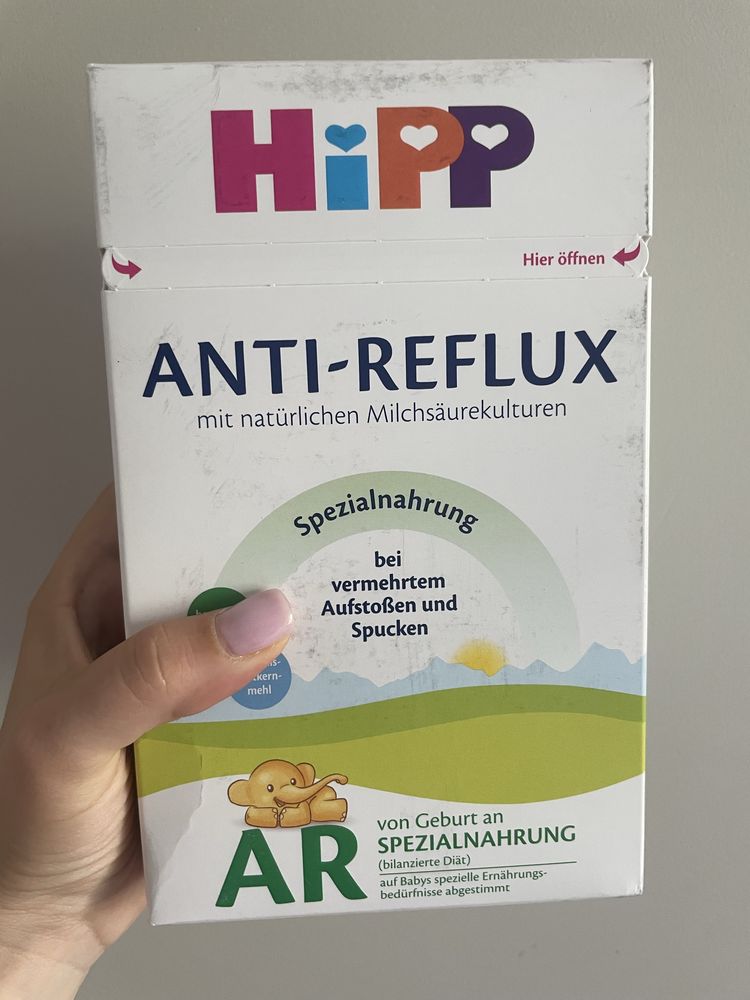 HiPP
Hier öffnen
ANTI-REFLUX
mit natürlichen Milchsäurekulturen
Spezialnahrung
bei
vermehrtem
Aufstoßen und
Spucken
mehl
AR
von Geburt an
SPEZIALNAHRUNG
(bilanzierte Diät)
auf Babys spezielle Ernährungs-
bedürfnisse abgestimmt